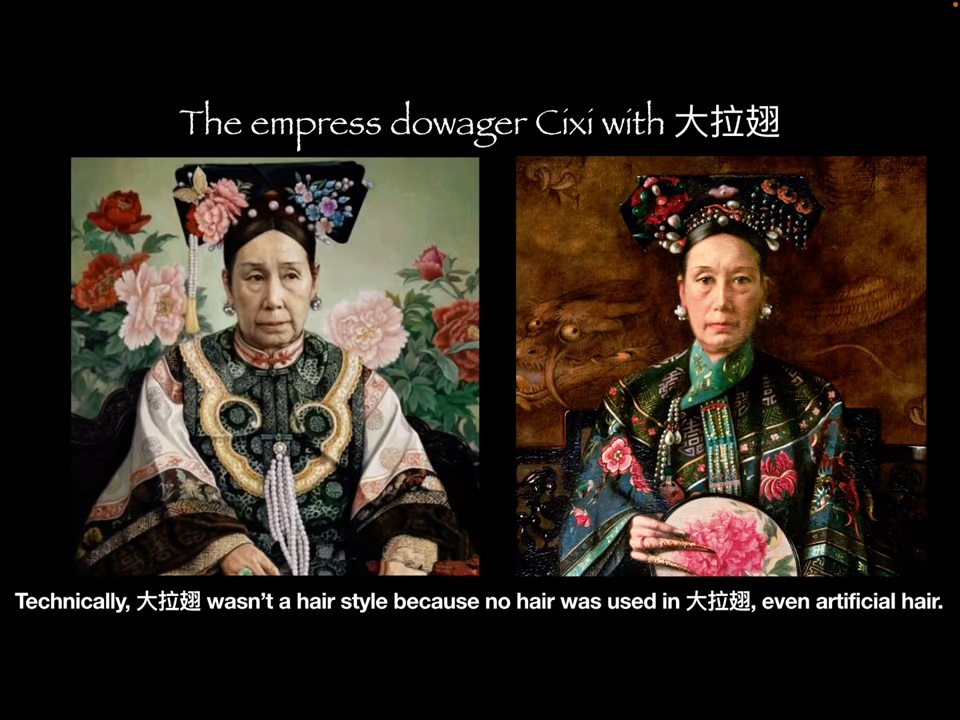 The empress dowager Cixi with 大拉翅
Technically, 大拉翅 wasn't a hair style because no hair was used in 大拉翅, even artificial hair.